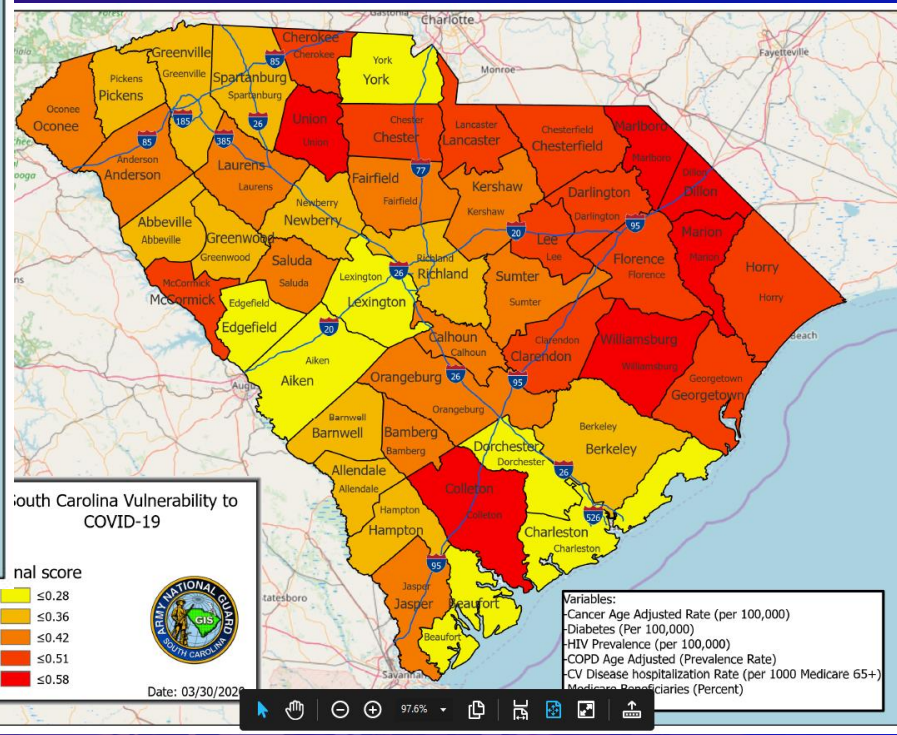 Gastonia
Charlotte
Fayetteville
Monroe
Cherokee
Cherokee
York
York
Greenville
Greenville
Spartanburg
Spartanburg
Pickens
Pickens
Oconee
Oconee
85
185
26
385
85
Union
Union
Chester
Chester
Lancaster
Lancaster
Chesterfield
Chesterfield
Marlboro
Marlboro
Dillon
Dillon
Anderson
Anderson
Laurens
Laurens
77
Fairfield
Fairfield
Kershaw
Kershaw
Darlington
Darlington
95
20
Lee
Lee
Marion
Marion
Newberry
Newberry
Abbeville
Abbeville
Greenwood
Greenwood
Saluda
Saluda
Richland
Richland
26
Sumter
Sumter
Florence
Florence
Horry
Horry
McCormick
McCormick
Lexington
Lexington
Edgefield
Edgefield
20
Calhoun
Calhoun
Clarendon
Clarendon
Williamsburg
Williamsburg
Beach
Aiken
Aiken
Orangeburg
Orangeburg
26
95
Georgetown
Georgetown
Barnwell
Barnwell
Bamberg
Bamberg
Berkeley
Berkeley
Dorchester
Dorchester
26
Allendale
Allendale
Colleton
Colleton
526
Hampton
Hampton
Charleston
Charleston
95
Jasper
Jasper
Beaufort
Beaufort
tatesboro
Savannah
South Carolina Vulnerability to
COVID-19
nal score
≤0.28
≤0.36
≤0.42
≤0.51
≤0.58
ARMY NATIONAL GUARD
GIS
SOUTH CAROLINA
Date: 03/30/2020
Variables:
-Cancer Age Adjusted Rate (per 100,000)
-Diabetes (Per 100,000)
-HIV Prevalence (per 100,000)
-COPD Age Adjusted (Prevalence Rate)
-CV Disease hospitalization Rate (per 1000 Medicare 65+)
-Medicare Beneficiaries (Percent)
97.6%